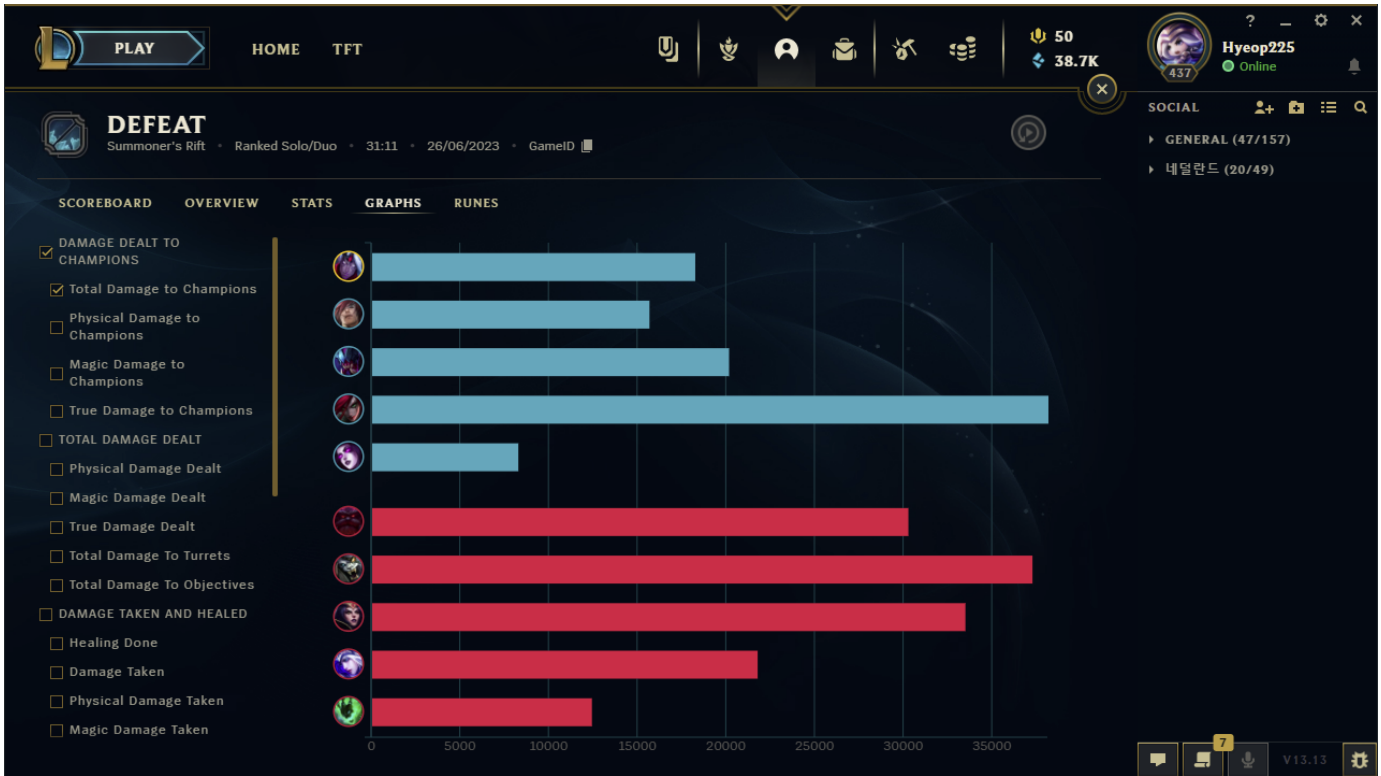 PLAY
HOME
TFT
50
38.7K
437
?
Hyeop225
Online
DEFEAT
Summoner's Rift • Ranked Solo/Duo • 31:11 • 26/06/2023 • GameID
SOCIAL
GENERAL (47/157)
네덜란드 (20/49)
SCOREBOARD
OVERVIEW
STATS
GRAPHS
RUNES
DAMAGE DEALT TO
CHAMPIONS
Total Damage to Champions
Physical Damage to
Champions
Magic Damage to
Champions
True Damage to Champions
TOTAL DAMAGE DEALT
Physical Damage Dealt
Magic Damage Dealt
True Damage Dealt
Total Damage To Turrets
Total Damage To Objectives
DAMAGE TAKEN AND HEALED
Healing Done
Damage Taken
Physical Damage Taken
Magic Damage Taken
0 5000 10000 15000 20000 25000 30000 35000
7
V13.13